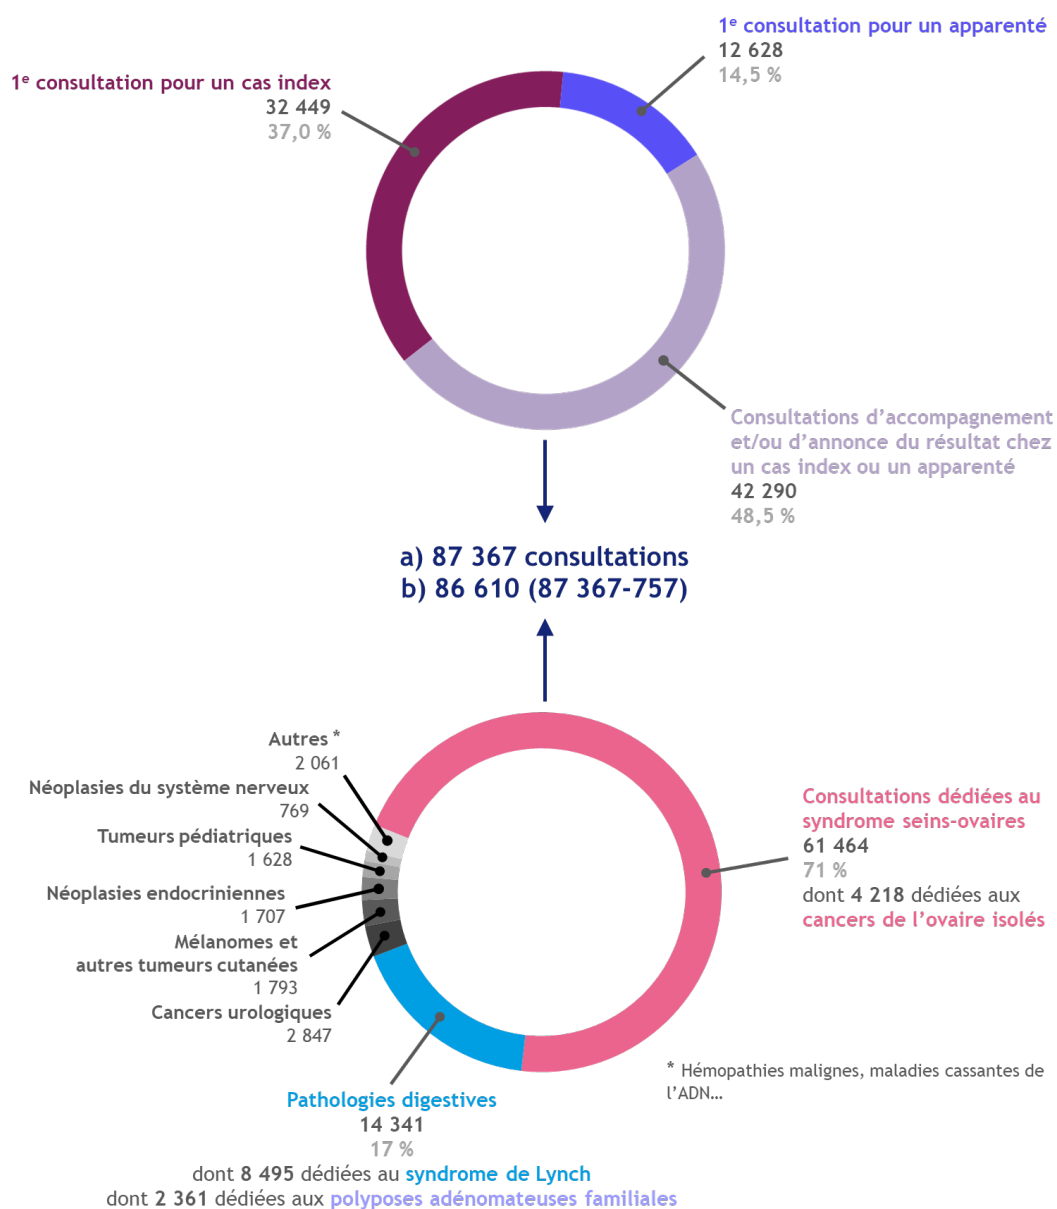 1e consultation pour un apparenté
12 628
14,5 %
1e consultation pour un cas index
32 449
37,0 %
Consultations d’accompagnement
et/ou d’annonce du résultat chez
un cas index ou un apparenté
42 290
48,5 %
a) 87 367 consultations
b) 86 610 (87 367-757)
Autres *
2 061
Néoplasies du système nerveux
769
Tumeurs pédiatriques
1 628
Néoplasies endocriniennes
1 707
Mélanomes et
autres tumeurs cutanées
1 793
Cancers urologiques
2 847
Consultations dédiées au
syndrome seins-ovaires
61 464
71 %
dont 4 218 dédiées aux
cancers de l’ovaire isolés
* Hémopathies malignes, maladies cassantes de
l’ADN…
Pathologies digestives
14 341
17 %
dont 8 495 dédiées au syndrome de Lynch
dont 2 361 dédiées aux polyposes adénomateuses familiales